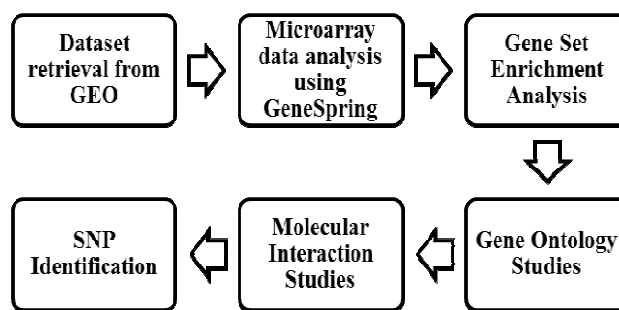 Dataset
retrieval from
GEO
Microarray
data analysis
using
GeneSpring
Gene Set
Enrichment
Analysis
Gene Ontology
Studies
Molecular
Interaction
Studies
SNP
Identification